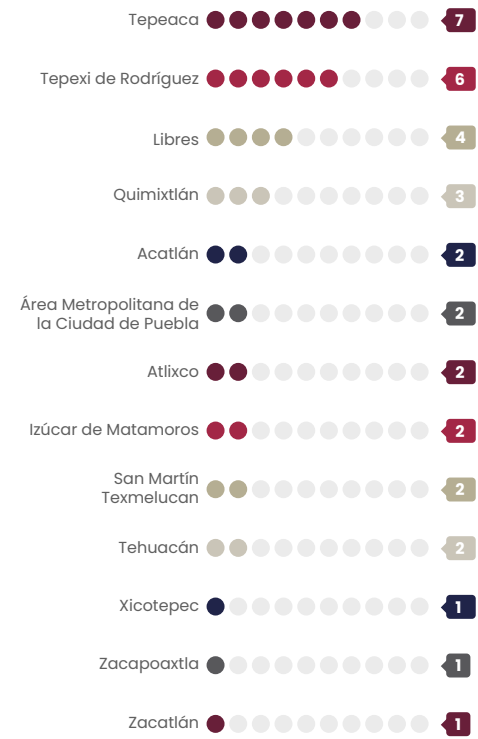 Tepeaca 7
Tepexi de Rodríguez 6
Libres 4
Quimixtlán 3
Acatlán 2
Área Metropolitana de
la Ciudad de Puebla 2
Atlixco 2
Izúcar de Matamoros 2
San Martín
Texmelucan 2
Tehuacán 2
Xicotepec 1
Zacapoaxtla 1
Zacatlán 1